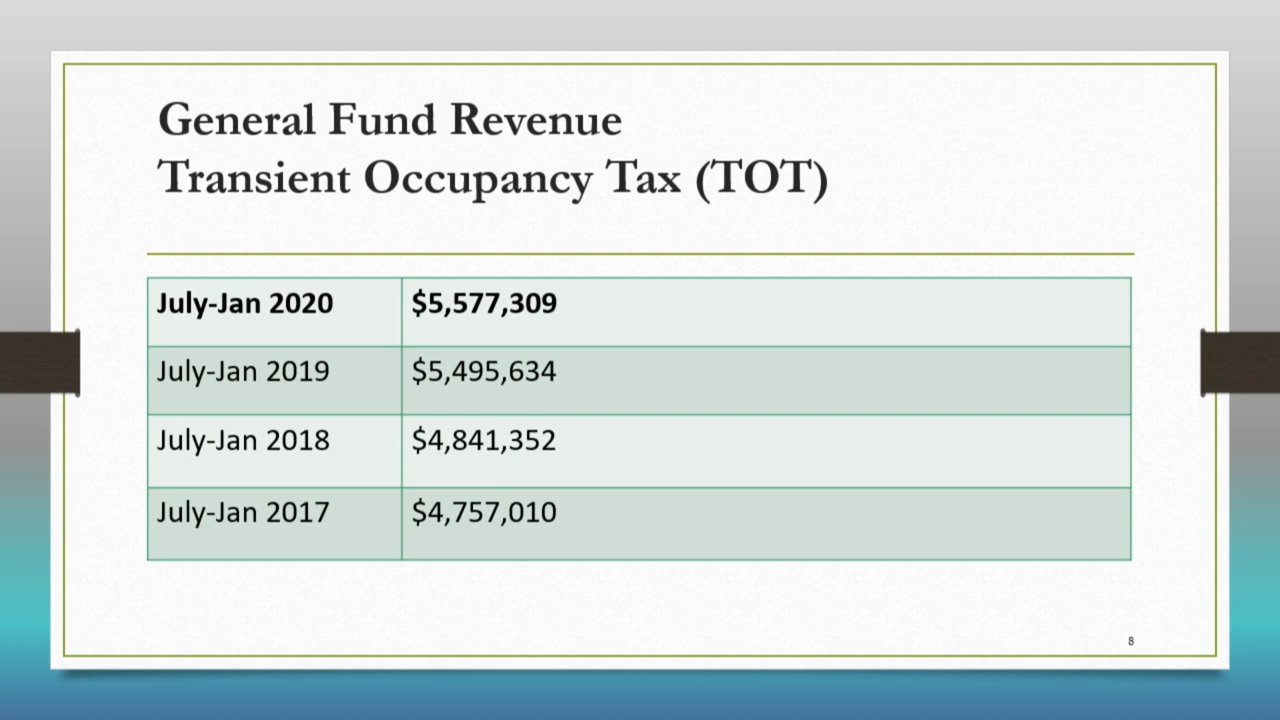 General Fund Revenue
Transient Occupancy Tax (TOT)
July-Jan 2020 $5,577,309
July-Jan 2019 $5,495,634
July-Jan 2018 $4,841,352
July-Jan 2017 $4,757,010
8